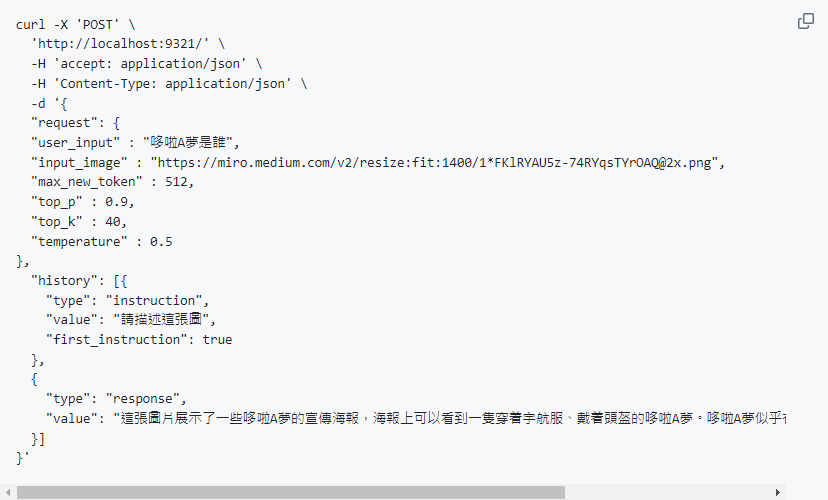 curl -X 'POST' \
  'http://localhost:9321/' \
  -H 'accept: application/json' \
  -H 'Content-Type: application/json' \
  -d '{
  "request": {
  "user_input" : "哆啦A夢是誰",
  "input_image" : "https://miro.medium.com/v2/resize:fit:1400/1*FKlRYAU5z-74RYqsTYrOAQ@2x.png",
  "max_new_token" : 512,
  "top_p" : 0.9,
  "top_k" : 40,
  "temperature" : 0.5
},
  "history": [{
    "type": "instruction",
    "value": "請描述這張圖",
    "first_instruction": true
  },
  {
    "type": "response",
    "value": "這張圖片展示了一些哆啦A夢的宣傳海報，海報上可以看到一隻穿着宇航服、戴着頭盔的哆啦A夢。哆啦A夢似乎
  }]
}'